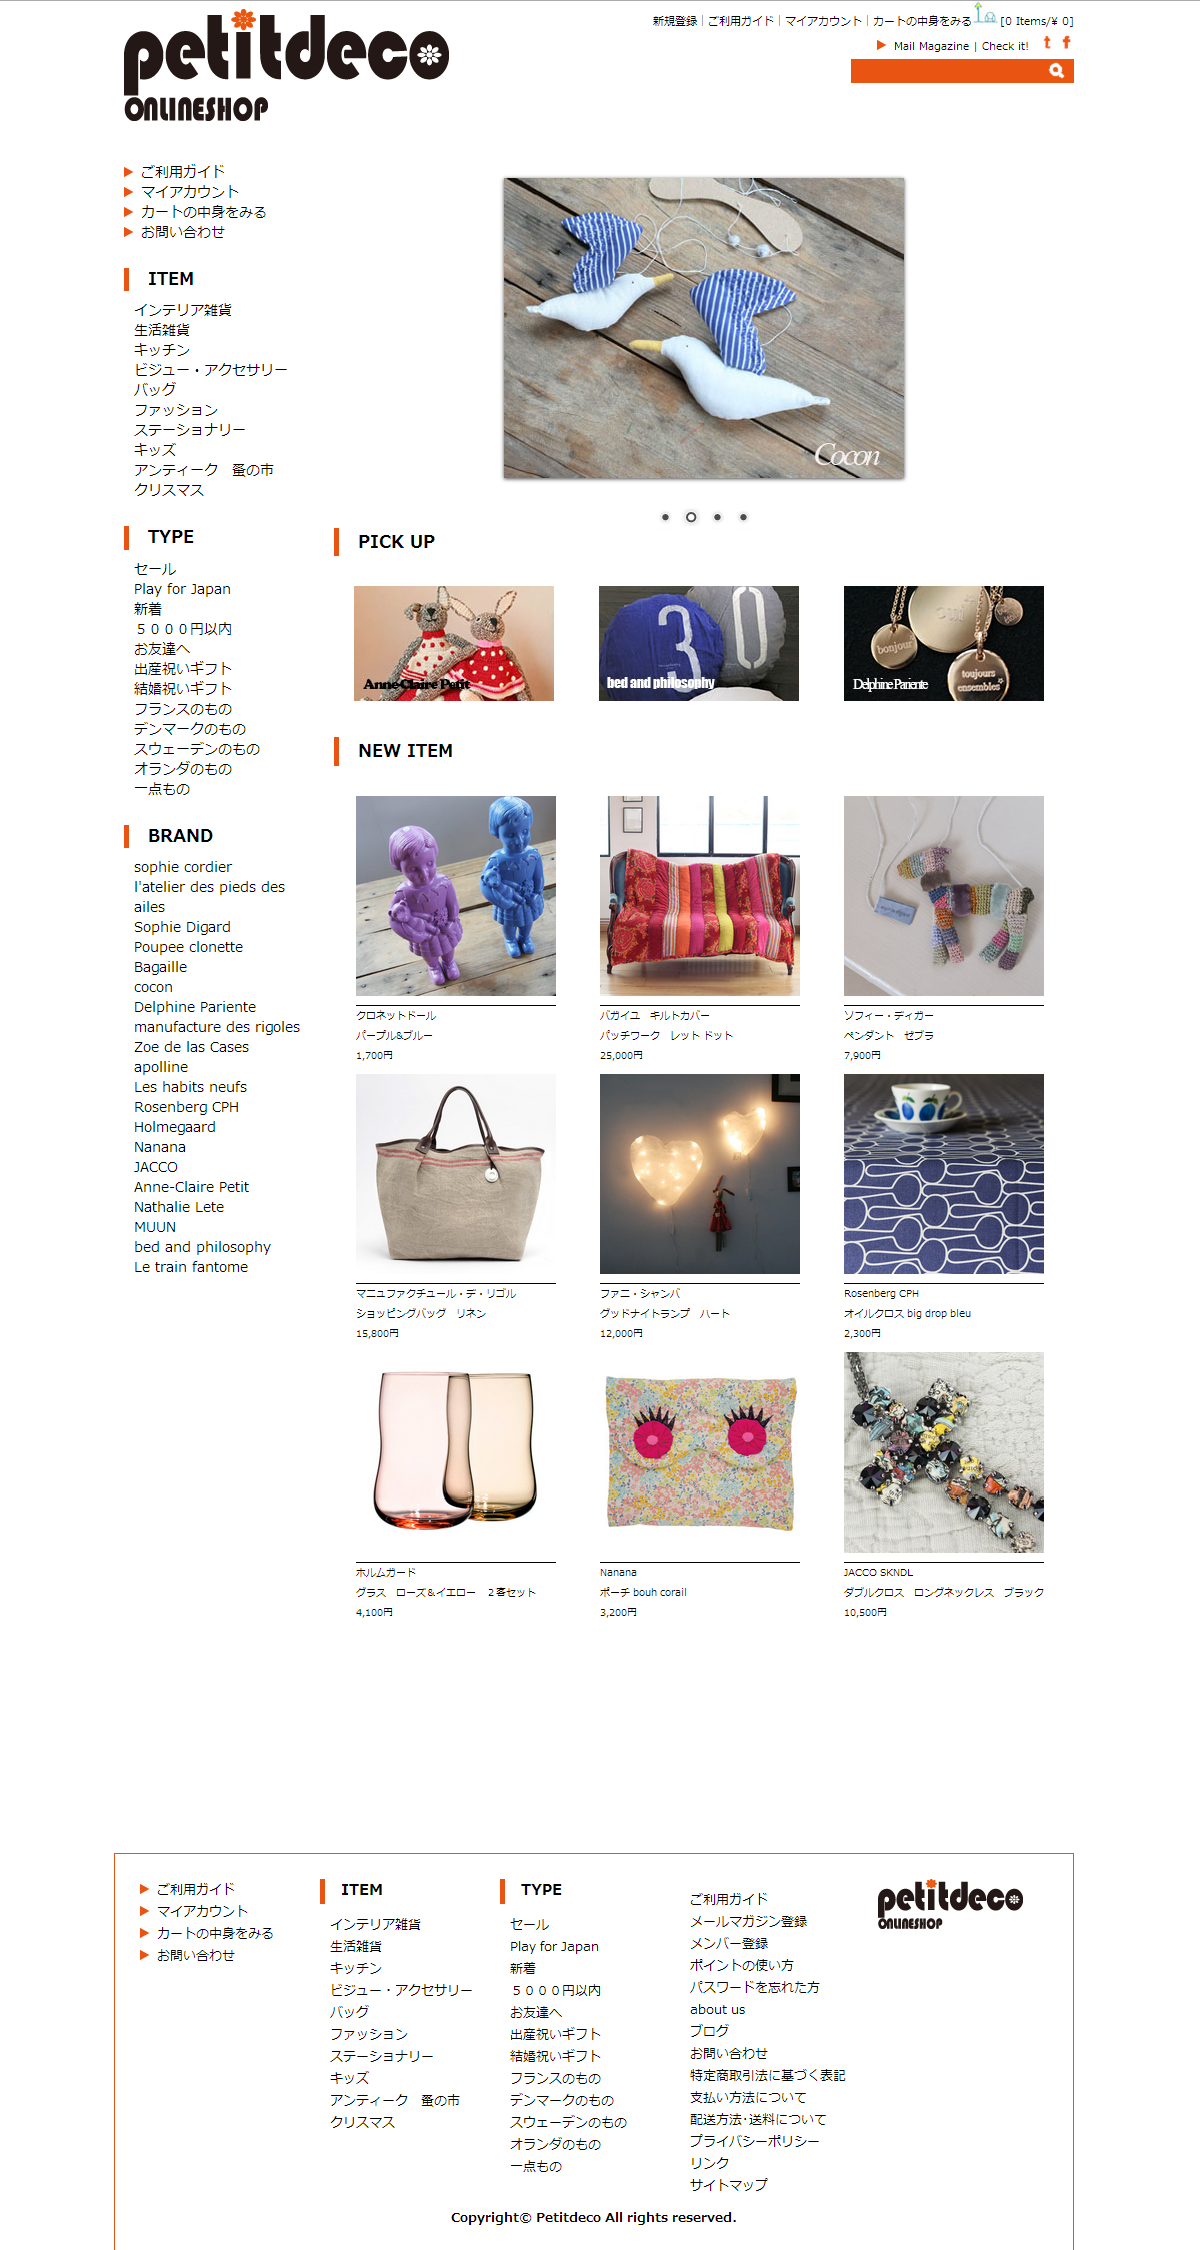 petitdeco
ONLINESHOP
新規登録 | ご利用ガイド | マイアカウント | カートの中身をみる [0 Items/¥ 0]
Mail Magazine | Check it!
ご利用ガイド
マイアカウント
カートの中身をみる
お問い合わせ
ITEM
インテリア雑貨
生活雑貨
キッチン
ビジュー・アクセサリー
バッグ
ファッション
ステーショナリー
キッズ
アンティーク　蚤の市
クリスマス
TYPE
セール
Play for Japan
新着
５０００円以内
お友達へ
出産祝いギフト
結婚祝いギフト
フランスのもの
デンマークのもの
スウェーデンのもの
オランダのもの
一点もの
BRAND
sophie cordier
l'atelier des pieds des
ailes
Sophie Digard
Poupee clonette
Bagaille
cocon
Delphine Pariente
manufacture des rigoles
Zoe de las Cases
apolline
Les habits neufs
Rosenberg CPH
Holmegaard
Nanana
JACCO
Anne-Claire Petit
Nathalie Lete
MUUN
bed and philosophy
Le train fantome
Cocon
PICK UP
Anne-Claire Petit
30
bed and philosophy
bonjour
toujours
ensembles
Delphine Pariente
NEW ITEM
クロネットドール
パープル&ブルー
1,700円
バガイユ　キルトカバー
パッチワーク　レット ドット
25,000円
ソフィー・ディガー
ペンダント　ゼブラ
7,900円
マニュファクチュール・デ・リゴル
ショッピングバッグ　リネン
15,800円
ファニ・シャンバ
グッドナイトランプ　ハート
12,000円
Rosenberg CPH
オイルクロス big drop bleu
2,300円
ホルムガード
グラス　ローズ＆イエロー　２客セット
4,100円
Nanana
ポーチ bouh corail
3,200円
JACCO SKNDL
ダブルクロス　ロングネックレス　ブラック
10,500円
ご利用ガイド
マイアカウント
カートの中身をみる
お問い合わせ
ITEM
インテリア雑貨
生活雑貨
キッチン
ビジュー・アクセサリー
バッグ
ファッション
ステーショナリー
キッズ
アンティーク　蚤の市
クリスマス
TYPE
セール
Play for Japan
新着
５０００円以内
お友達へ
出産祝いギフト
結婚祝いギフト
フランスのもの
デンマークのもの
スウェーデンのもの
オランダのもの
一点もの
ご利用ガイド
メールマガジン登録
メンバー登録
ポイントの使い方
パスワードを忘れた方
about us
ブログ
お問い合わせ
特定商取引法に基づく表記
支払い方法について
配送方法･送料について
プライバシーポリシー
リンク
サイトマップ
petitdeco
ONLINESHOP
Copyright© Petitdeco All rights reserved.